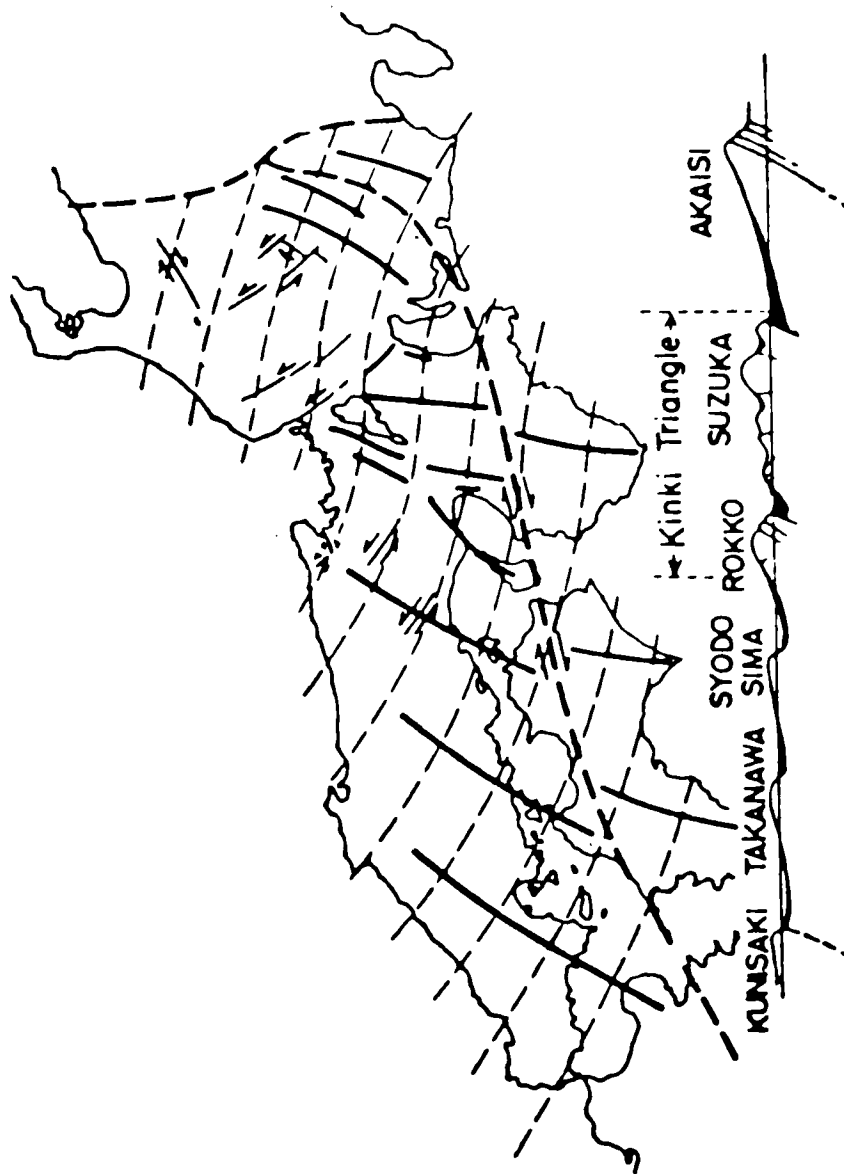 KUNISAKI
TAKANAWA
SYODO
SIMA
ROKKO
Kinki Triangle
SUZUKA
AKAISI